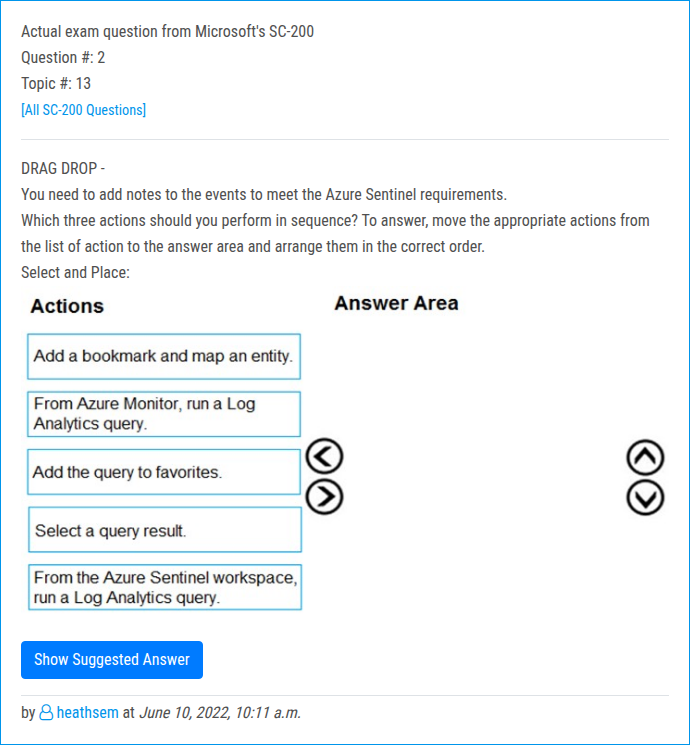 Actual exam question from Microsoft's SC-200
Question #: 2
Topic #: 13
[All SC-200 Questions]
DRAG DROP -
You need to add notes to the events to meet the Azure Sentinel requirements.
Which three actions should you perform in sequence? To answer, move the appropriate actions from
the list of action to the answer area and arrange them in the correct order.
Select and Place:
Actions
Answer Area
Add a bookmark and map an entity.
From Azure Monitor, run a Log
Analytics query.
Add the query to favorites.
Select a query result.
From the Azure Sentinel workspace,
run a Log Analytics query.
Show Suggested Answer
by heathsem at June 10, 2022, 10:11 a.m.